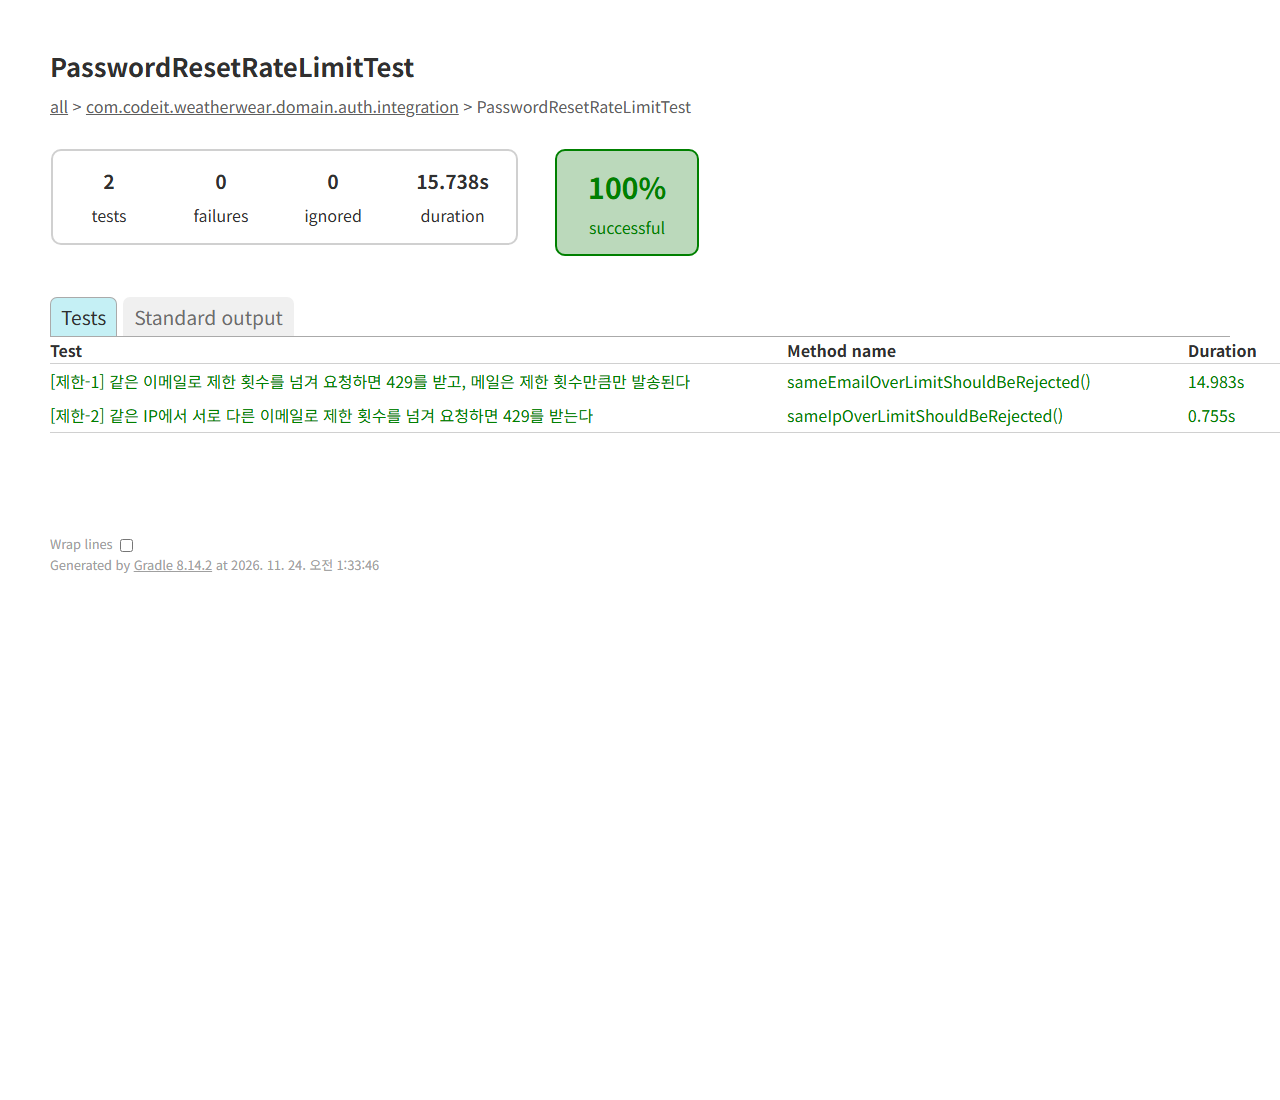 PasswordResetRateLimitTest
all > com.codeit.weatherwear.domain.auth.integration > PasswordResetRateLimitTest
2 0 0 15.738s 100%
tests failures ignored duration successful
Tests Standard output
Test Method name Duration
[제한-1] 같은 이메일로 제한 횟수를 넘겨 요청하면 429를 받고, 메일은 제한 횟수만큼만 발송된다 sameEmailOverLimitShouldBeRejected() 14.983s
[제한-2] 같은 IP에서 서로 다른 이메일로 제한 횟수를 넘겨 요청하면 429를 받는다 sameIpOverLimitShouldBeRejected() 0.755s
Wrap lines
Generated by Gradle 8.14.2 at 2026. 11. 24. 오전 1:33:46